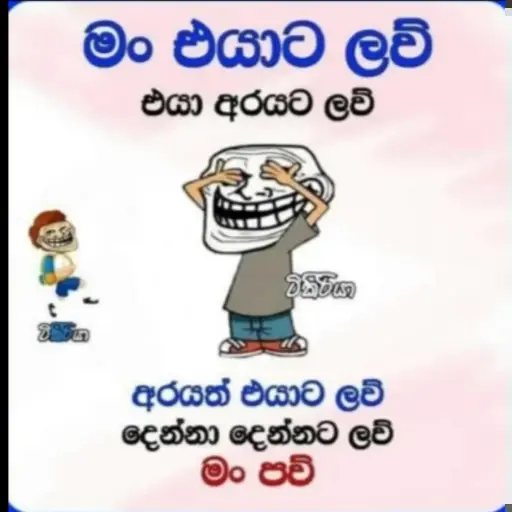 මං එයාට ලව්
එයා අරයට ලව්
ටිකිරියා
ටිකිරියා
අරයත් එයාට ලව්
දෙන්නා දෙන්නට ලව්
මං පව්